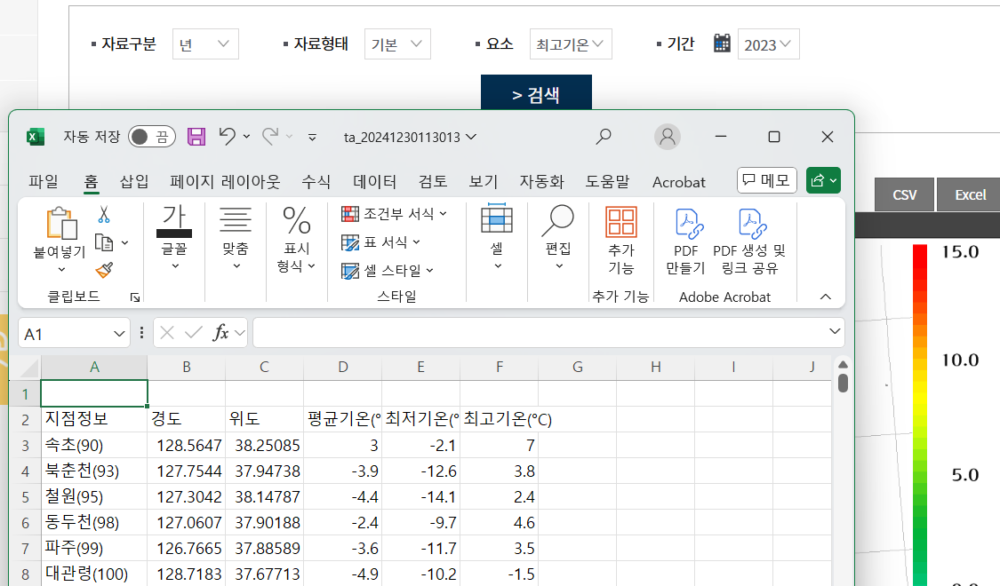 자료구분 년 자료형태 기본 요소 최고기온 기간 2023
> 검색
자동 저장 끔 ta_20241230113013
파일 홈 삽입 페이지 레이아웃 수식 데이터 검토 보기 자동화 도움말 Acrobat 메모
CSV Excel
붙여넣기
클립보드
가
글꼴
맞춤
%
표시
형식
조건부 서식
표 서식
셀 스타일
스타일
셀
편집
추가
기능
추가 기능
PDF
만들기
PDF 생성 및
링크 공유
Adobe Acrobat
A1 fx
A B C D E F G H I J
1
2 지점정보 경도 위도 평균기온(° 최저기온(° 최고기온(°C)
3 속초(90) 128.5647 38.25085 3 -2.1 7
4 북춘천(93) 127.7544 37.94738 -3.9 -12.6 3.8
5 철원(95) 127.3042 38.14787 -4.4 -14.1 2.4
6 동두천(98) 127.0607 37.90188 -2.4 -9.7 4.6
7 파주(99) 126.7665 37.88589 -3.6 -11.7 3.5
8 대관령(100) 128.7183 37.67713 -4.9 -10.2 -1.5
15.0
10.0
5.0